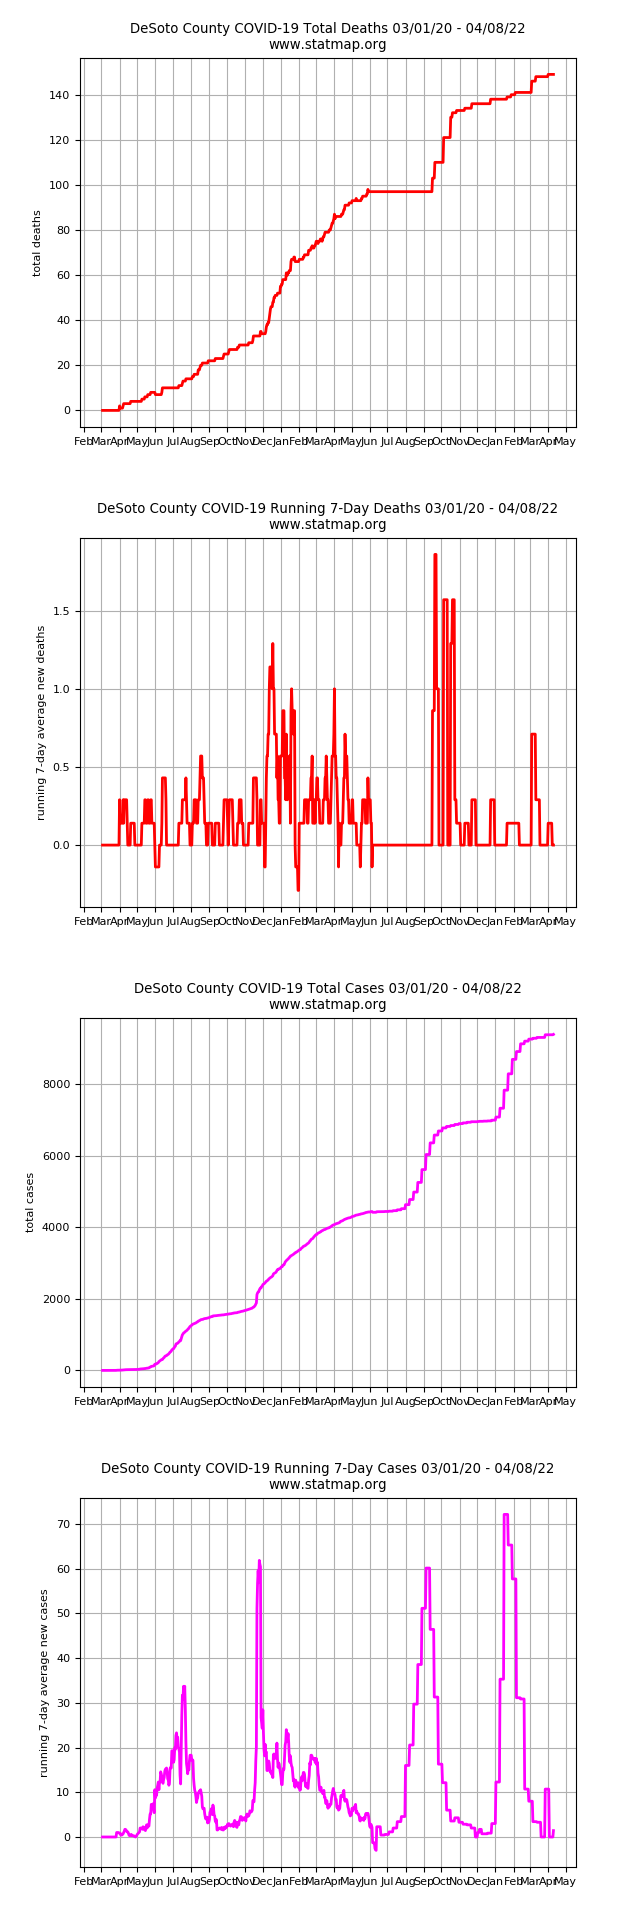 DeSoto County COVID-19 Total Deaths 03/01/20 - 04/08/22
www.statmap.org
140
120
100
80
60
40
20
0
total deaths
Feb Mar Apr May Jun Jul Aug Sep Oct Nov Dec Jan Feb Mar Apr May Jun Jul Aug Sep Oct Nov Dec Jan Feb Mar Apr May
DeSoto County COVID-19 Running 7-Day Deaths 03/01/20 - 04/08/22
www.statmap.org
1.5
1.0
0.5
0.0
running 7-day average new deaths
Feb Mar Apr May Jun Jul Aug Sep Oct Nov Dec Jan Feb Mar Apr May Jun Jul Aug Sep Oct Nov Dec Jan Feb Mar Apr May
DeSoto County COVID-19 Total Cases 03/01/20 - 04/08/22
www.statmap.org
8000
6000
4000
2000
0
total cases
Feb Mar Apr May Jun Jul Aug Sep Oct Nov Dec Jan Feb Mar Apr May Jun Jul Aug Sep Oct Nov Dec Jan Feb Mar Apr May
DeSoto County COVID-19 Running 7-Day Cases 03/01/20 - 04/08/22
www.statmap.org
70
60
50
40
30
20
10
0
running 7-day average new cases
Feb Mar Apr May Jun Jul Aug Sep Oct Nov Dec Jan Feb Mar Apr May Jun Jul Aug Sep Oct Nov Dec Jan Feb Mar Apr May